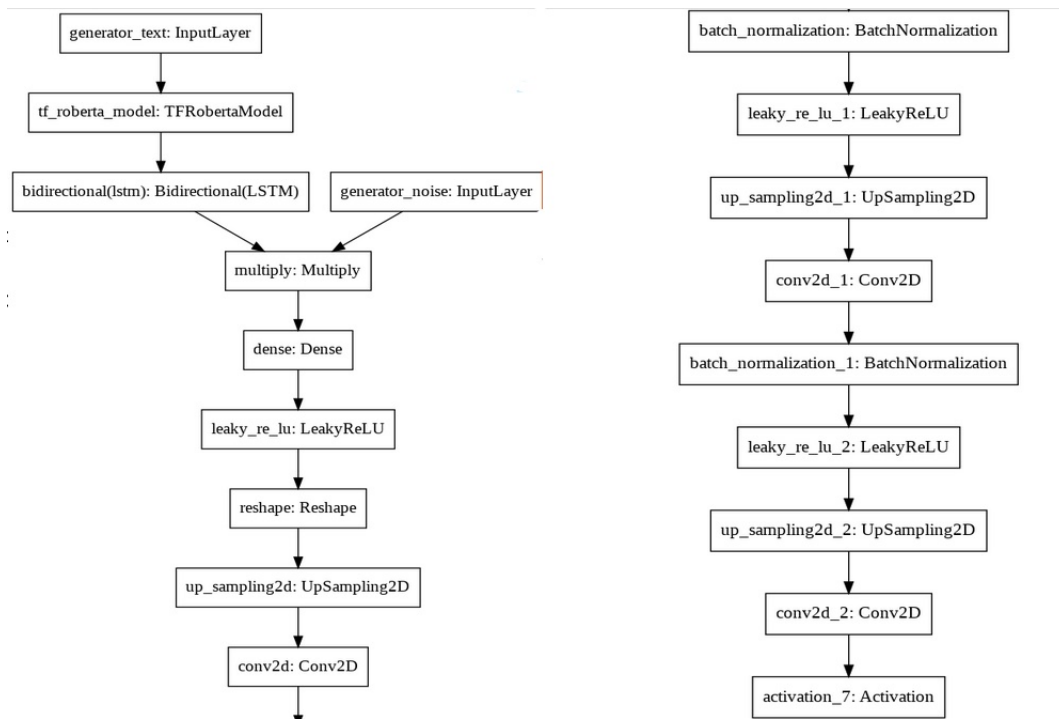 generator_text: InputLayer
tf_roberta_model: TFRobertaModel
bidirectional(lstm): Bidirectional(LSTM)
generator_noise: InputLayer
multiply: Multiply
dense: Dense
leaky_re_lu: LeakyReLU
reshape: Reshape
up_sampling2d: UpSampling2D
conv2d: Conv2D
batch_normalization: BatchNormalization
leaky_re_lu_1: LeakyReLU
up_sampling2d_1: UpSampling2D
conv2d_1: Conv2D
batch_normalization_1: BatchNormalization
leaky_re_lu_2: LeakyReLU
up_sampling2d_2: UpSampling2D
conv2d_2: Conv2D
activation_7: Activation